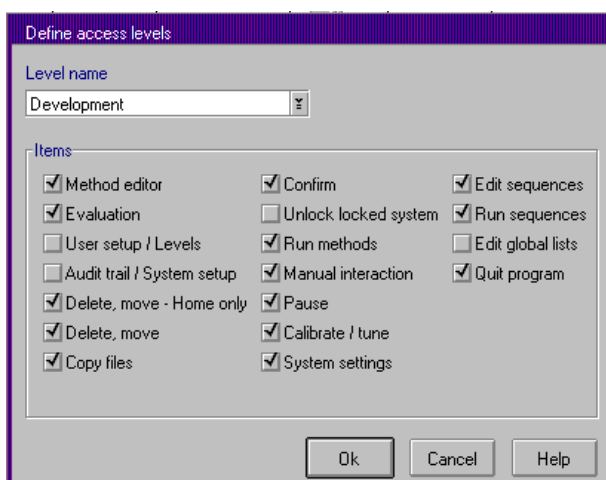 Define access levels
Level name
Development
Items
Method editor
Evaluation
User setup / Levels
Audit trail / System setup
Delete, move - Home only
Delete, move
Copy files
Confirm
Unlock locked system
Run methods
Manual interaction
Pause
Calibrate / tune
System settings
Edit sequences
Run sequences
Edit global lists
Quit program
Ok
Cancel
Help